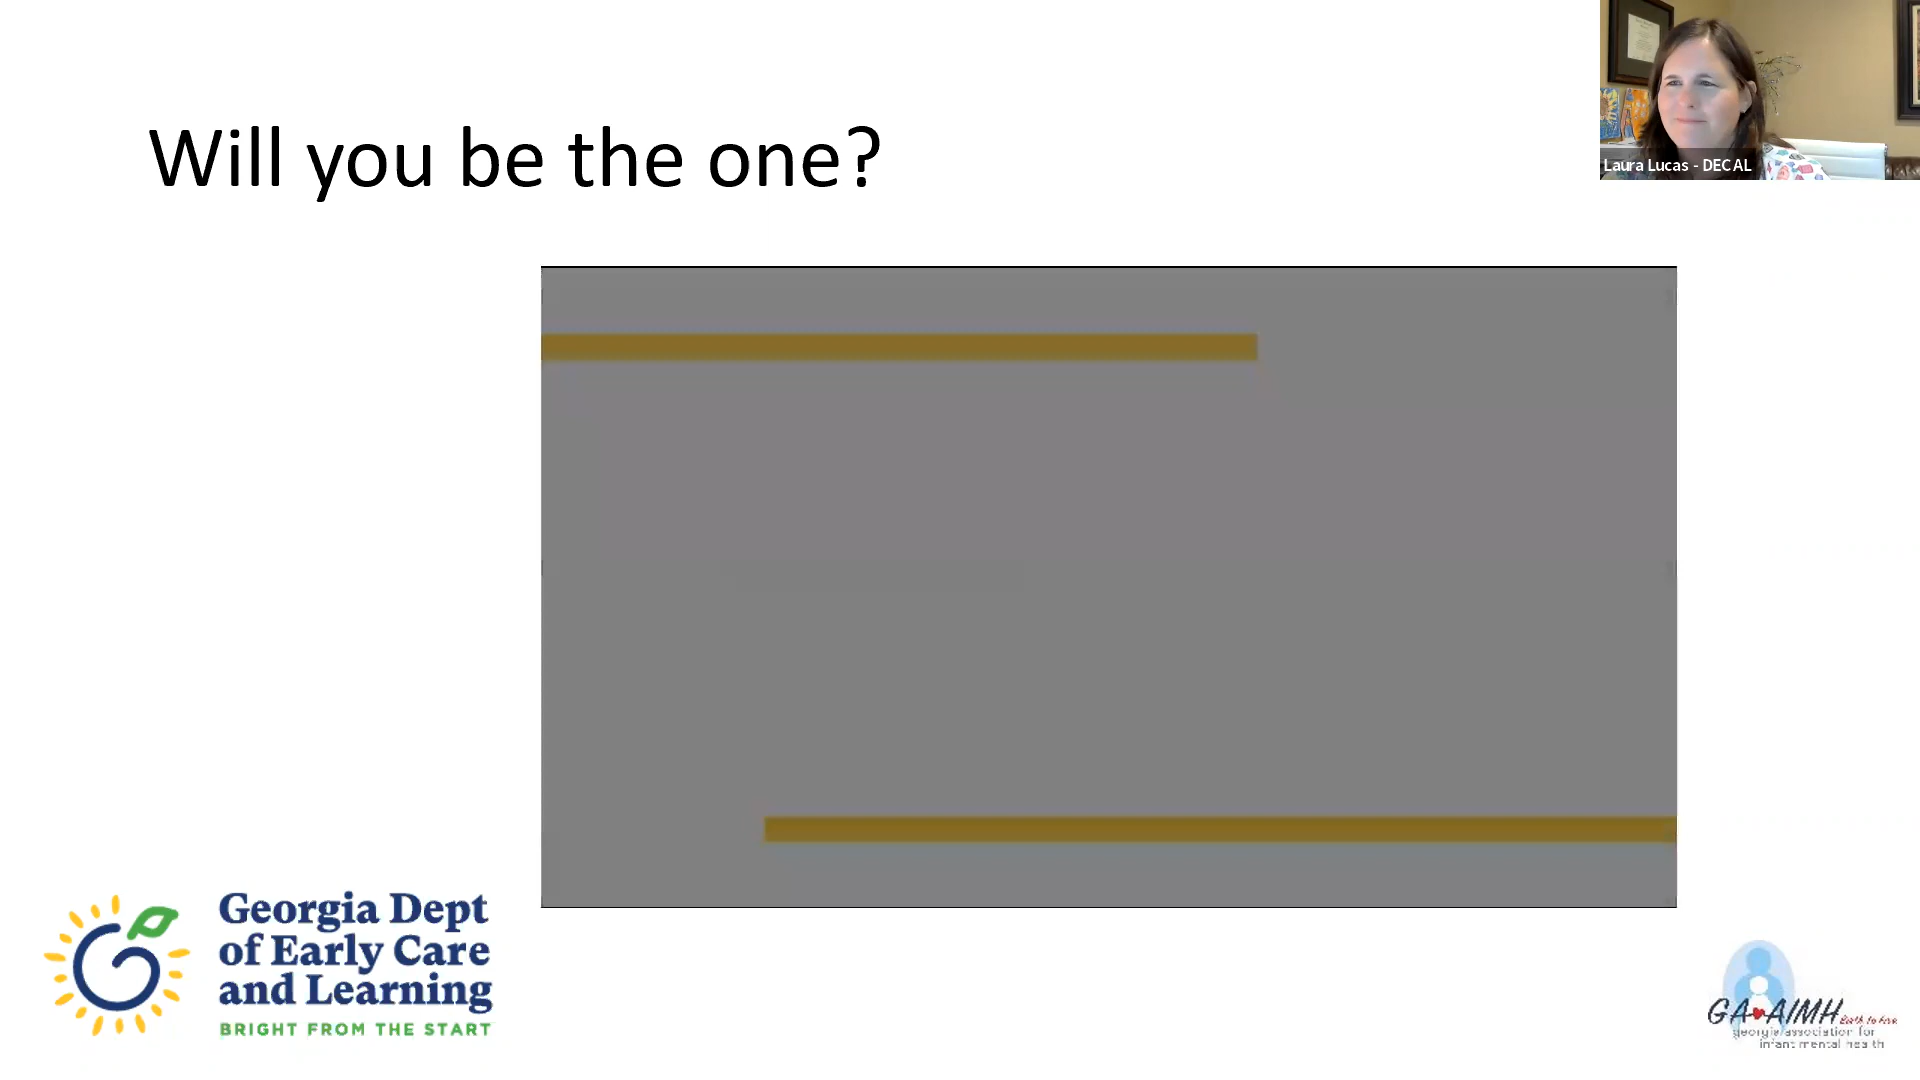 Will you be the one?
Laura Lucas - DECAL
Georgia Dept
of Early Care
and Learning
BRIGHT FROM THE START
GA AIMH Birth to Five
georgia association for
infant mental health